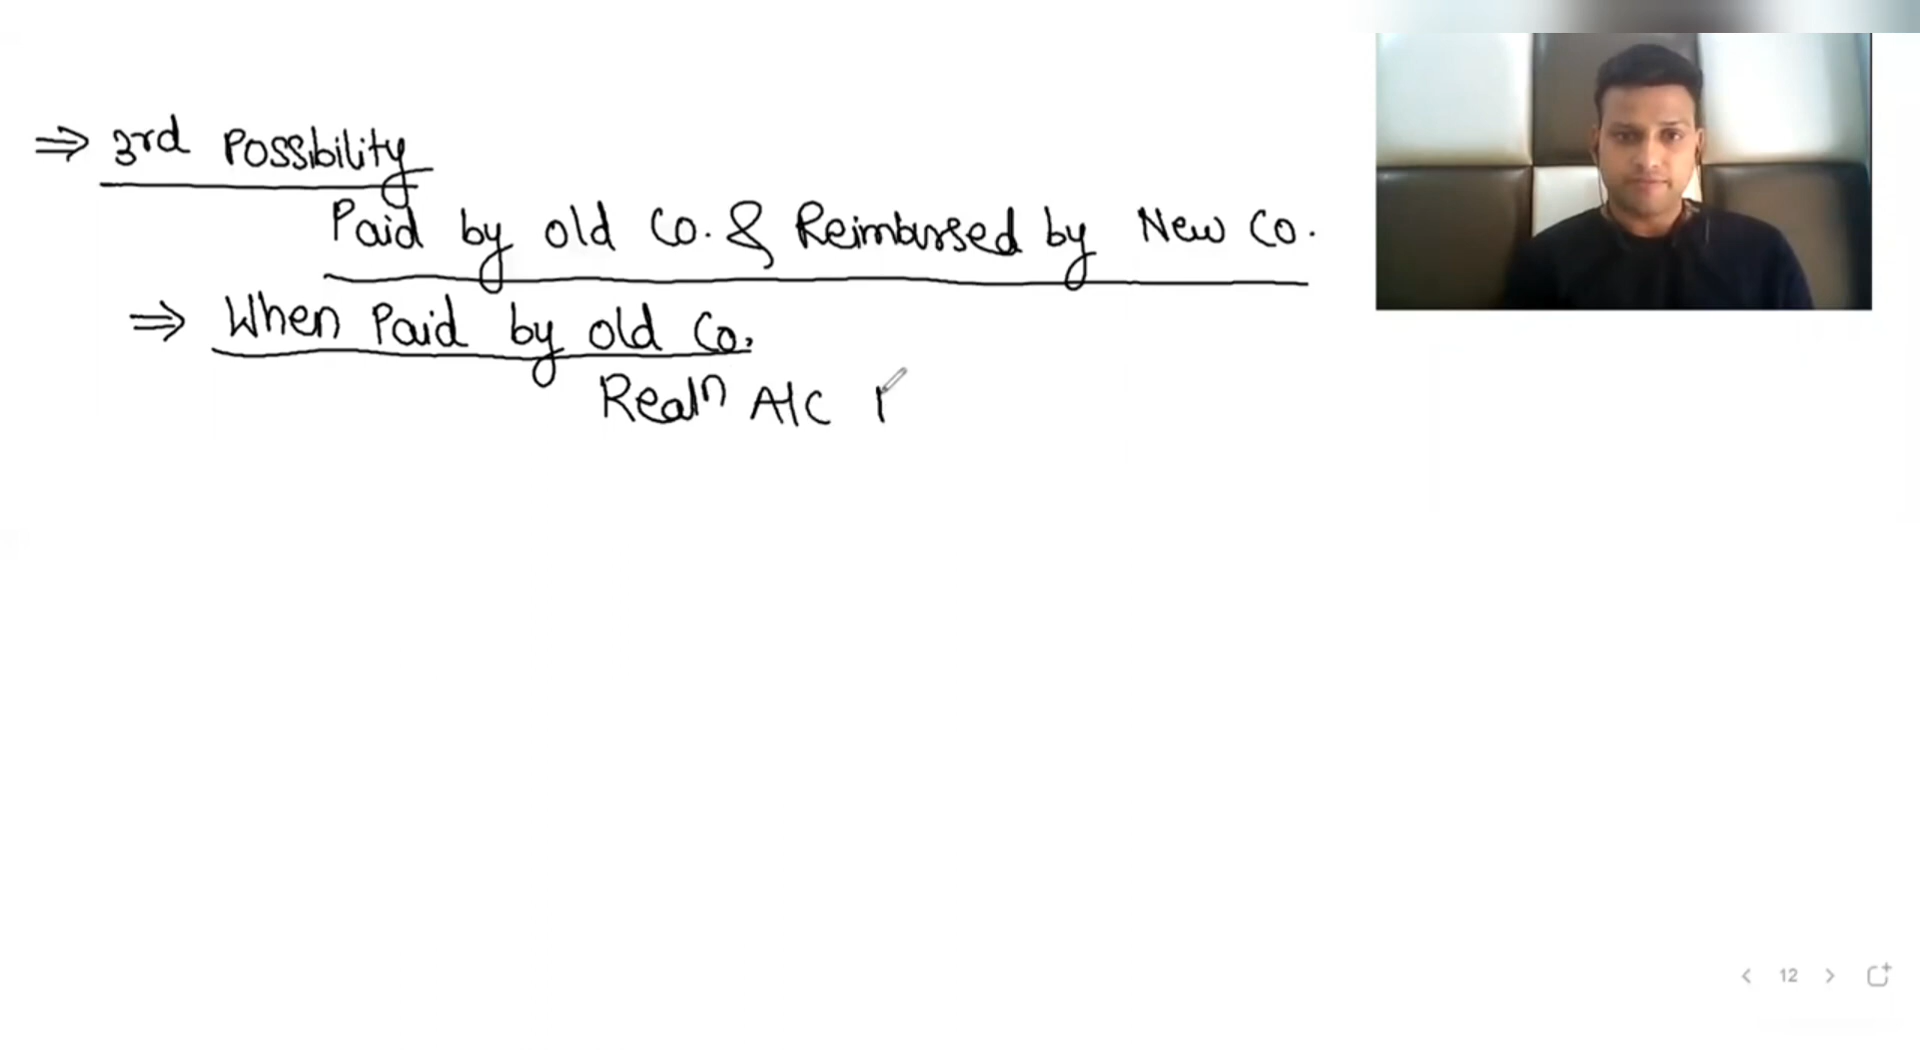 ⇒ 3rd Possibility
Paid by old Co. & Reimbursed by New Co.
⇒ When Paid by old Co.
Realn A/C
12